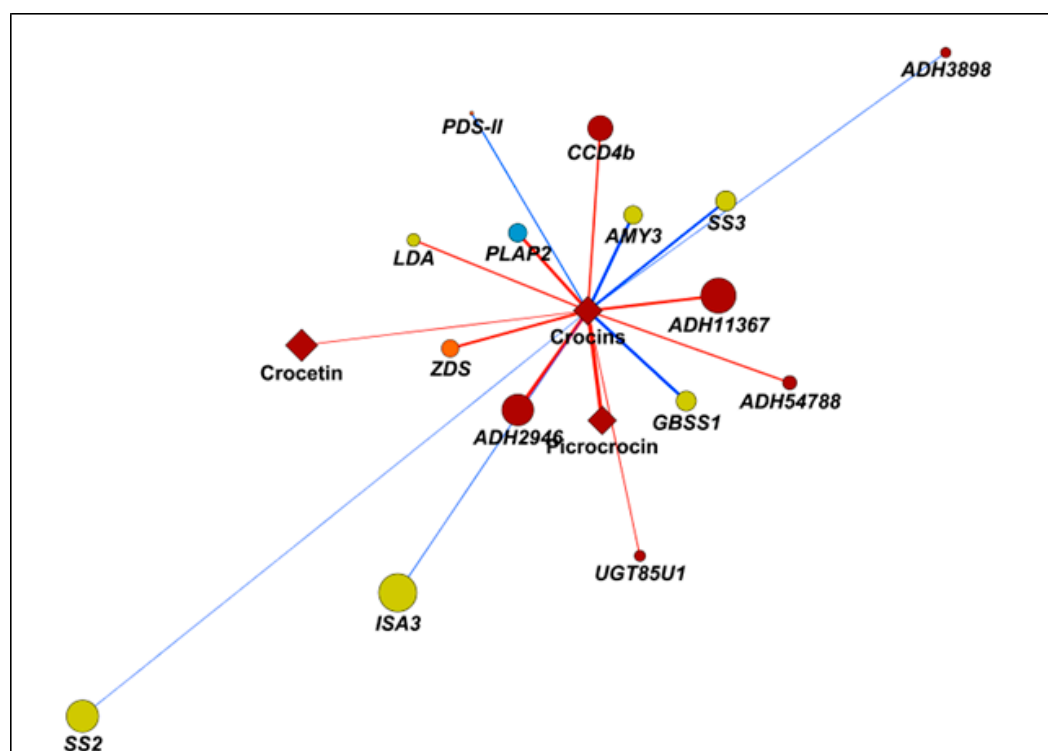 ADH3898
PDS-II
CCD4b
SS3
AMY3
PLAP2
LDA
ADH11367
Crocins
ZDS
Crocetin
ADH54788
GBSS1
ADH2946
Picrocrocin
UGT85U1
ISA3
SS2